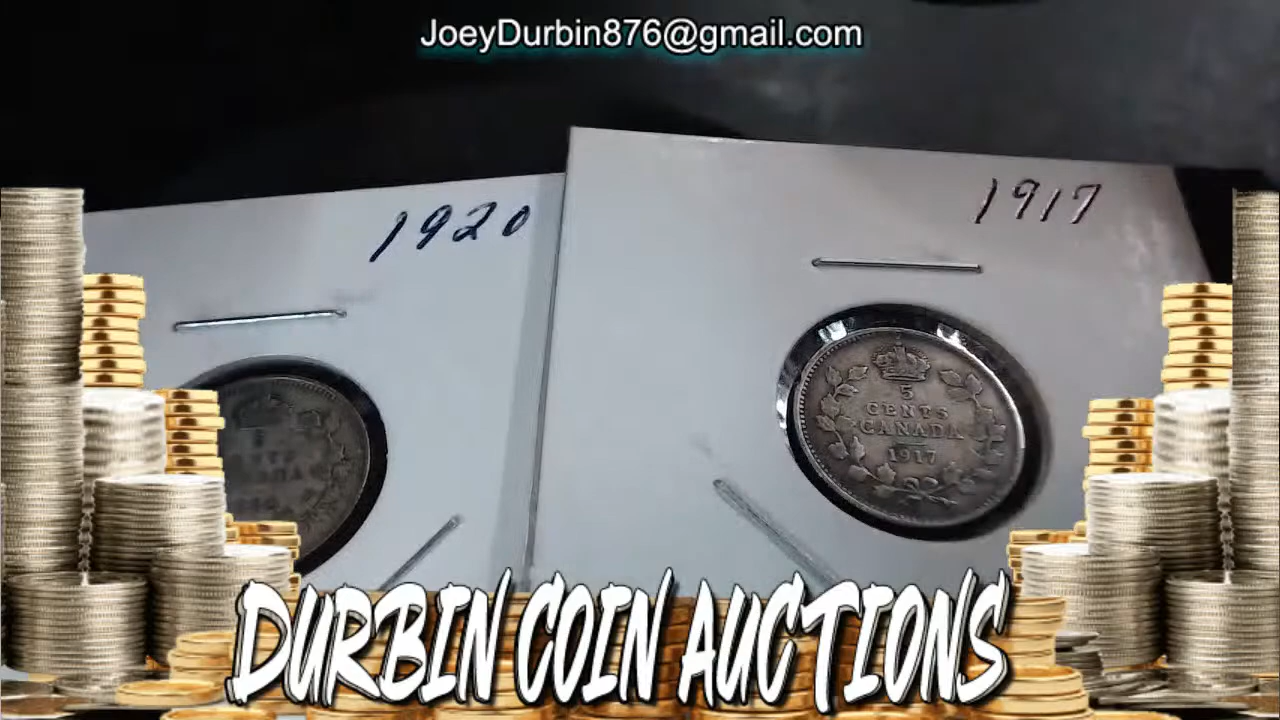 JoeyDurbin876@gmail.com
1920
1917
5
CENTS
CANADA
1917
DURBIN COIN AUCTIONS